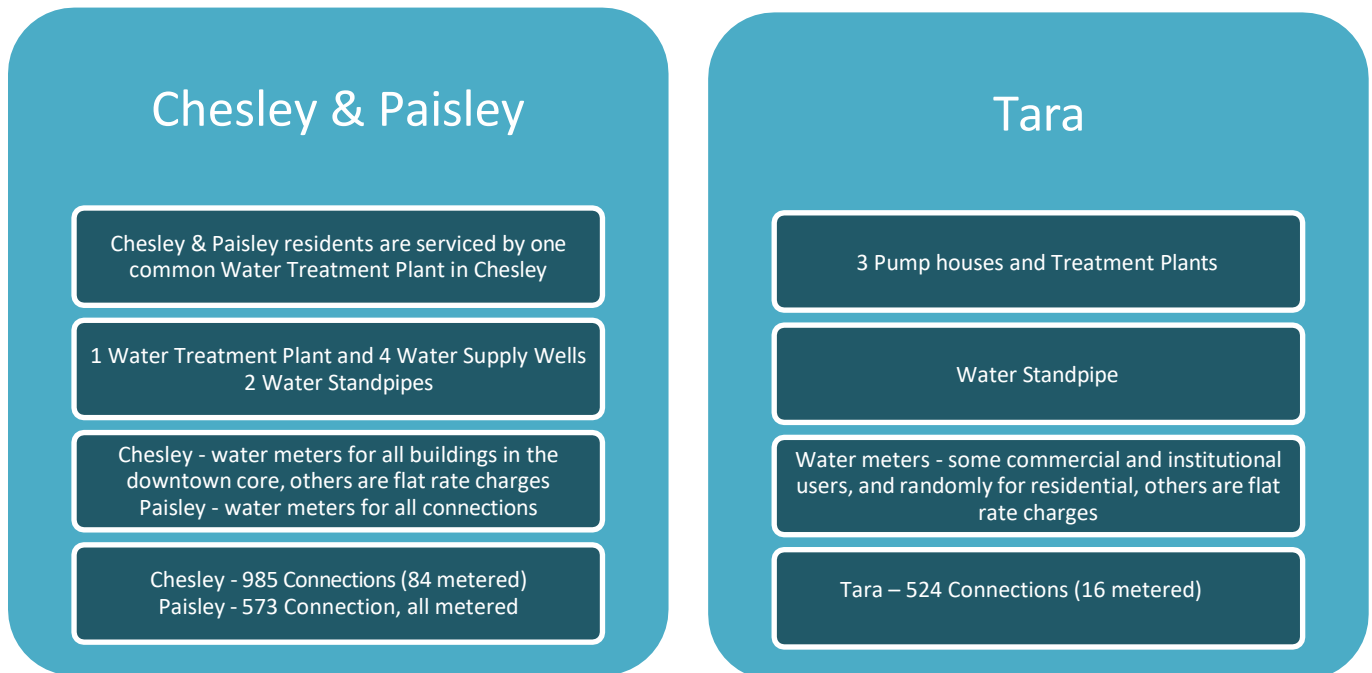 Chesley & Paisley
Chesley & Paisley residents are serviced by one
common Water Treatment Plant in Chesley
1 Water Treatment Plant and 4 Water Supply Wells
2 Water Standpipes
Chesley - water meters for all buildings in the
downtown core, others are flat rate charges
Paisley - water meters for all connections
Chesley - 985 Connections (84 metered)
Paisley - 573 Connection, all metered
Tara
3 Pump houses and Treatment Plants
Water Standpipe
Water meters - some commercial and institutional
users, and randomly for residential, others are flat
rate charges
Tara – 524 Connections (16 metered)